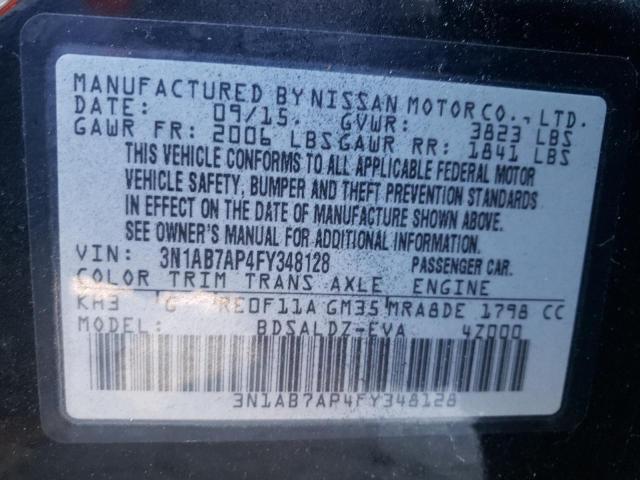 MANUFACTURED BY NISSAN MOTOR CO., LTD.
DATE: 09/15 GVWR: 3823 LBS
GAWR FR: 2006 LBS GAWR RR: 1841 LBS
THIS VEHICLE CONFORMS TO ALL APPLICABLE FEDERAL MOTOR
VEHICLE SAFETY, BUMPER AND THEFT PREVENTION STANDARDS
IN EFFECT ON THE DATE OF MANUFACTURE SHOWN ABOVE.
SEE OWNER'S MANUAL FOR ADDITIONAL INFORMATION.
VIN: 3N1AB7AP4FY348128 PASSENGER CAR.
COLOR TRIM TRANS AXLE ENGINE
KH3 G RE0F11A GM35 MRA8DE 1798 CC
MODEL: BDSALDZ-EVA 4Z000
3N1AB7AP4FY348128